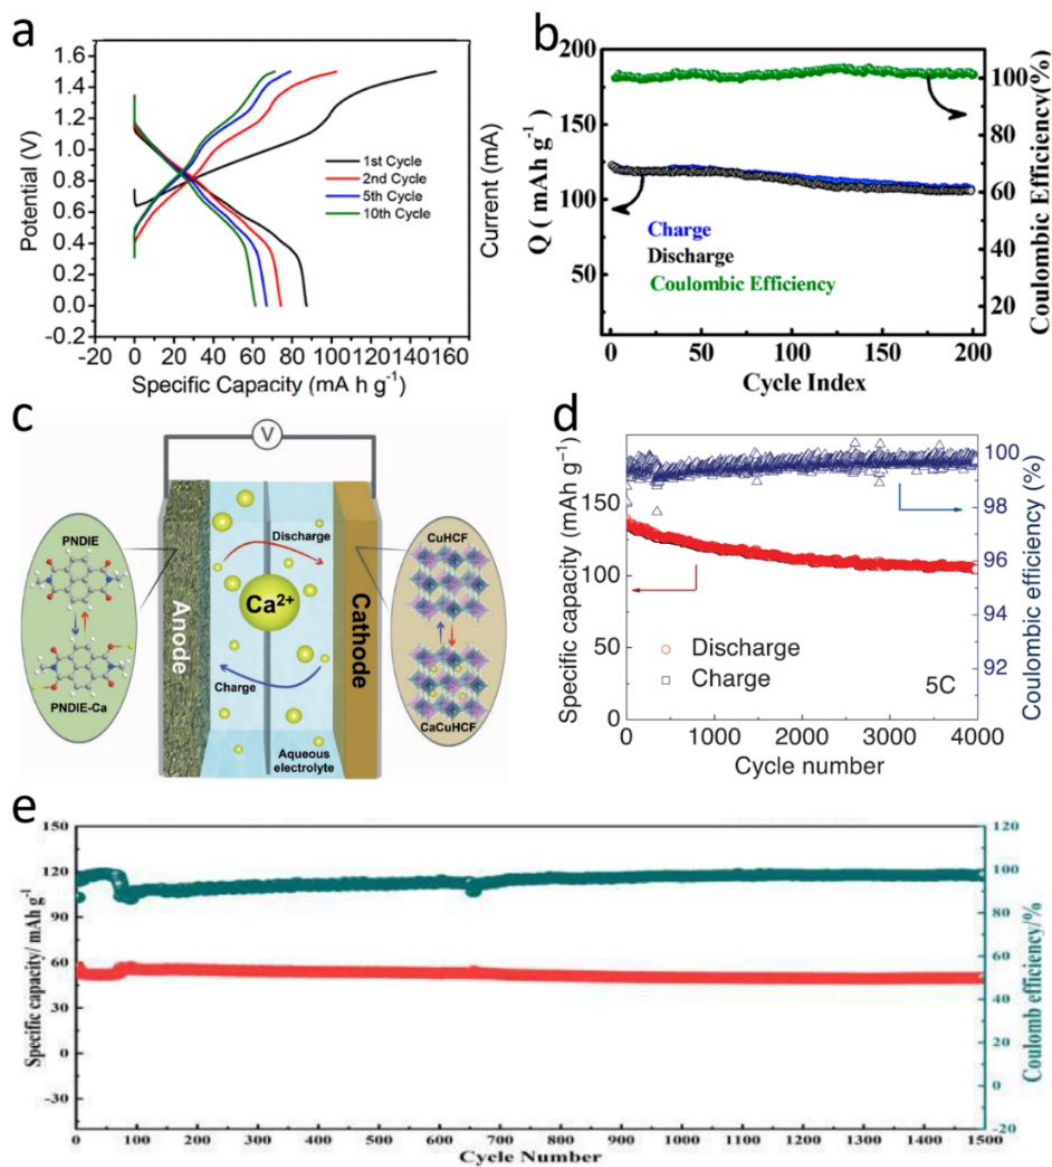 a
1.6
1.4
1.2
1.0
0.8
0.6
0.4
0.2
0.0
-0.2
Potential (V)
Current (mA)
1st Cycle
2nd Cycle
5th Cycle
10th Cycle
-20 0 20 40 60 80 100 120 140 160
Specific Capacity (mA h g⁻¹)
b
200
150
100
50
Q ( mAh g⁻¹)
100
80
60
40
20
Coulombic Efficiency(%)
Charge
Discharge
Coulombic Efficiency
0 50 100 150 200
Cycle Index
c
V
PNDIE
PNDIE-Ca
Anode
Discharge
Ca²⁺
Charge
Aqueous
electrolyte
Cathode
CuHCF
CaCuHCF
d
150
100
50
0
Specific capacity (mAh g⁻¹)
100
98
96
94
92
Coulombic efficiency (%)
Discharge
Charge
5C
0 1000 2000 3000 4000
Cycle number
e
150
120
90
60
30
0
-30
Specific capacity/ mAh g⁻¹
120
100
80
60
40
20
0
-20
Coulomb efficiency/%
0 100 200 300 400 500 600 700 800 900 1000 1100 1200 1300 1400 1500
Cycle Number